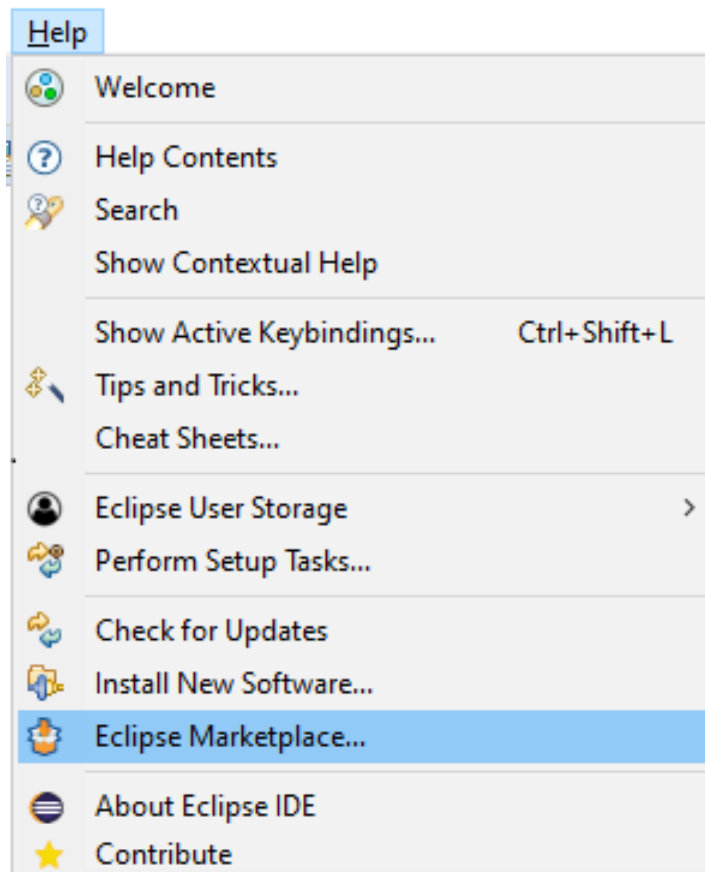 Help
Welcome
Help Contents
Search
Show Contextual Help
Show Active Keybindings... Ctrl+Shift+L
Tips and Tricks...
Cheat Sheets...
Eclipse User Storage
Perform Setup Tasks...
Check for Updates
Install New Software...
Eclipse Marketplace...
About Eclipse IDE
Contribute